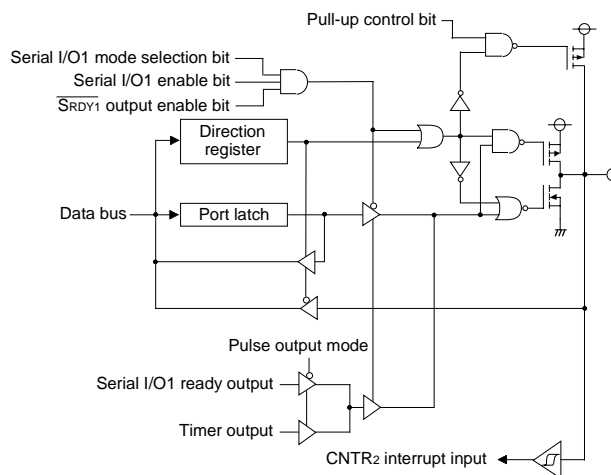 Pull-up control bit
Serial I/O1 mode selection bit
Serial I/O1 enable bit
SRDY1 output enable bit
Direction
register
Data bus
Port latch
Pulse output mode
Serial I/O1 ready output
Timer output
CNTR2 interrupt input